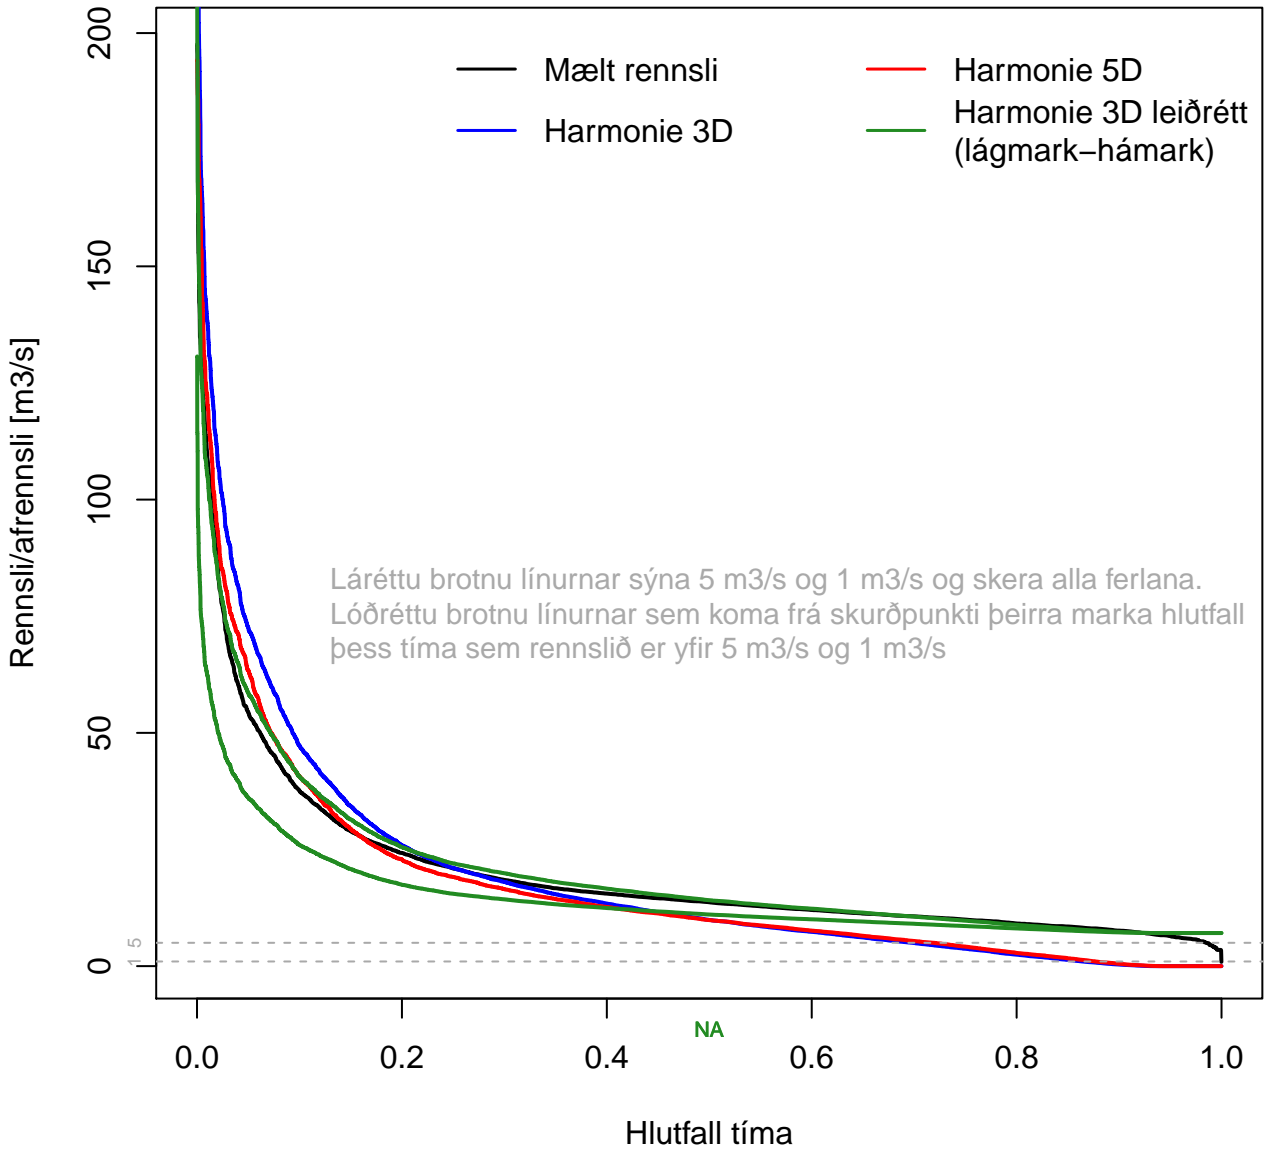 200
150
100
50
0
5
1
Rennsli/afrennsli [m3/s]
Mælt rennsli
Harmonie 3D
Harmonie 5D
Harmonie 3D leiðrétt
(lágmark−hámark)
Láréttu brotnu línurnar sýna 5 m3/s og 1 m3/s og skera alla ferlana.
Lóðréttu brotnu línurnar sem koma frá skurðpunkti þeirra marka hlutfall
þess tíma sem rennslið er yfir 5 m3/s og 1 m3/s
NA
0.0 0.2 0.4 0.6 0.8 1.0
Hlutfall tíma